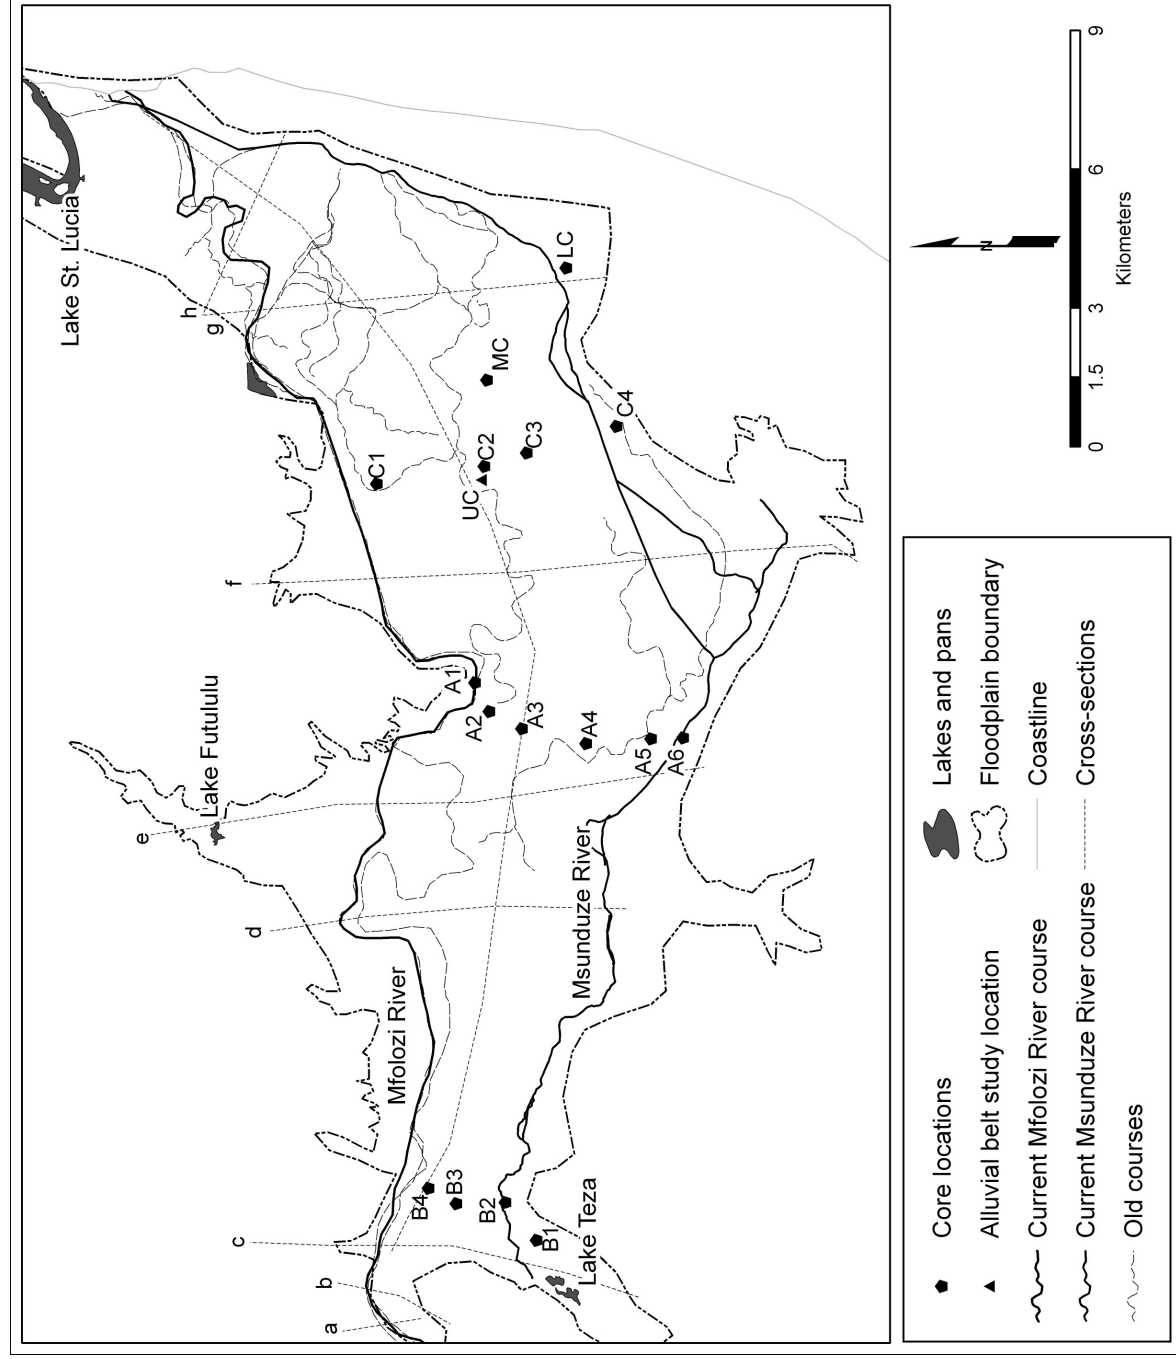 Lake St. Lucia
h
g
f
Lake Futululu
e
d
c
b
a
Mfolozi River
Msunduze River
Lake Teza
C1
UC
C2
MC
C3
LC
C4
A1
A2
A3
A4
A5
A6
B4
B3
B2
B1
N
0
1.5
3
6
9
Kilometers
Core locations
Alluvial belt study location
Current Mfolozi River course
Current Msunduze River course
Old courses
Lakes and pans
Floodplain boundary
Coastline
Cross-sections